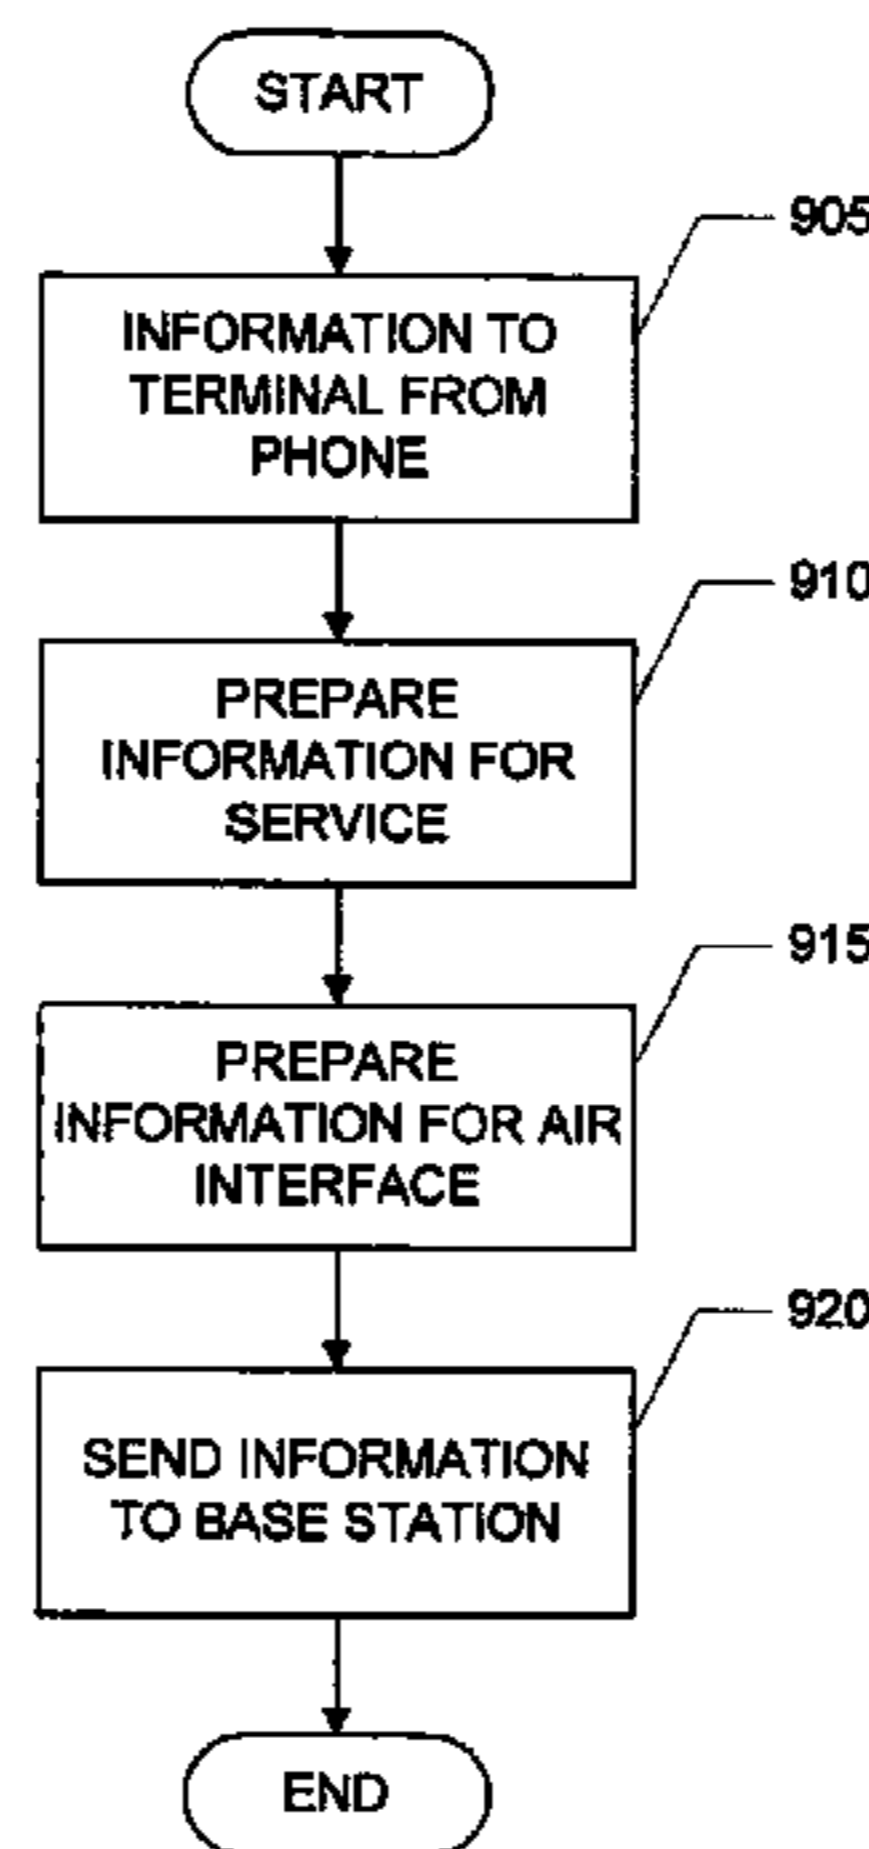 START
905
INFORMATION TO
TERMINAL FROM
PHONE
910
PREPARE
INFORMATION FOR
SERVICE
915
PREPARE
INFORMATION FOR AIR
INTERFACE
920
SEND INFORMATION
TO BASE STATION
END